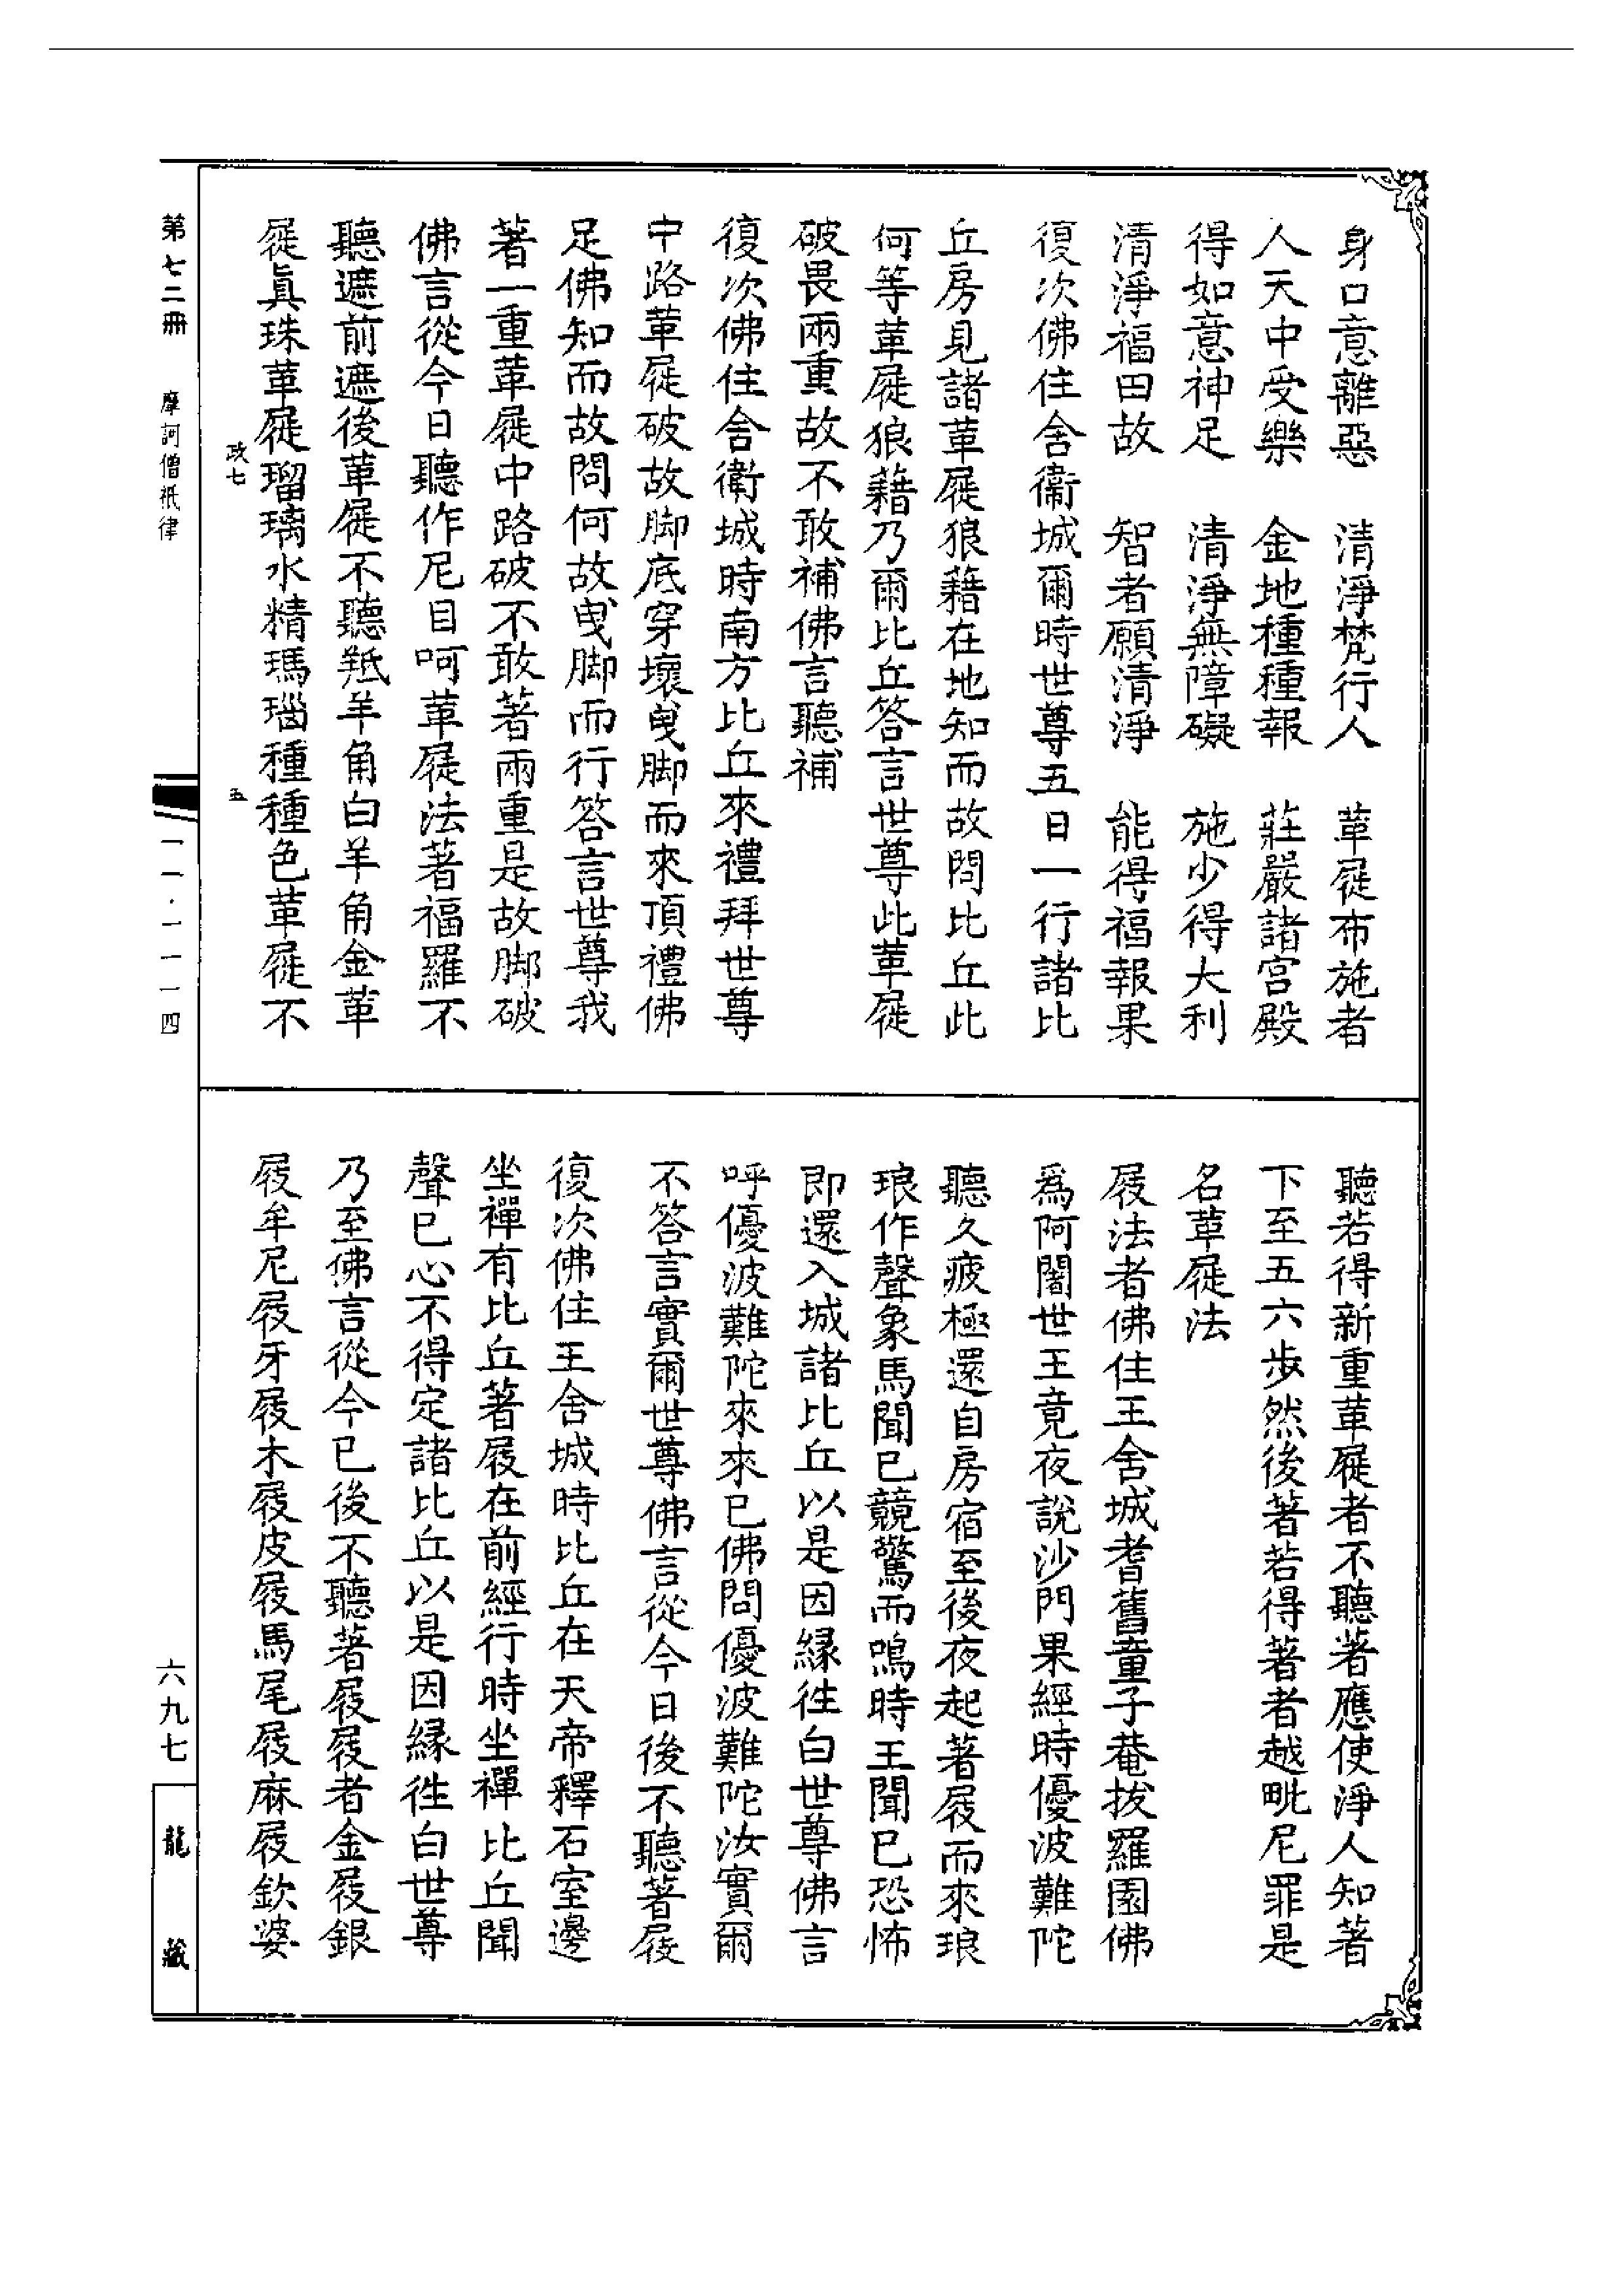 身口意離惡　清淨梵行人　革屣布施者
人天中受樂　金地種種報　莊嚴諸宮殿
得如意神足　清淨無障礙　施少得大利
清淨福田故　智者願清淨　能得福報果
復次佛住舍衛城爾時世尊五日一行諸比
丘房見諸革屣狼藉在地知而故問比丘此
何等革屣狼藉乃爾比丘答言世尊此革屣
破畏兩重故不敢補佛言聽補
復次佛住舍衛城時南方比丘來禮拜世尊
中路革屣破故脚底穿壞曳脚而來頂禮佛
足佛知而故問何故曳脚而行答言世尊我
著一重革屣中路破不敢著兩重是故脚破
佛言從今日聽作尼目呵革屣法著福羅不
聽遮前遮後革屣不聽羝羊角白羊角金革
屣真珠革屣瑠璃水精瑪瑙種種色革屣不
政七　五
聽若得新重革屣者不聽著應使淨人知著
下至五六步然後著若得著者越毗尼罪是
名革屣法
屐法者佛住王舍城耆舊童子菴拔羅園佛
爲阿闍世王竟夜說沙門果經時優波難陀
聽久疲極還自房宿至後夜起著屐而來琅
琅作聲象馬聞已競驚而鳴時王聞已恐怖
即還入城諸比丘以是因緣往白世尊佛言
呼優波難陀來來已佛問優波難陀汝實爾
不答言實爾世尊佛言從今日後不聽著屐
復次佛住王舍城時比丘在天帝釋石室邊
坐禪有比丘著屐在前經行時坐禪比丘聞
聲已心不得定諸比丘以是因緣往白世尊
乃至佛言從今已後不聽著屐屐者金屐銀
屐牟尼屐牙屐木屐皮屐馬尾屐麻屐欽婆
第七二冊　摩訶僧祇律　一一·一一一四　六九七　龍藏